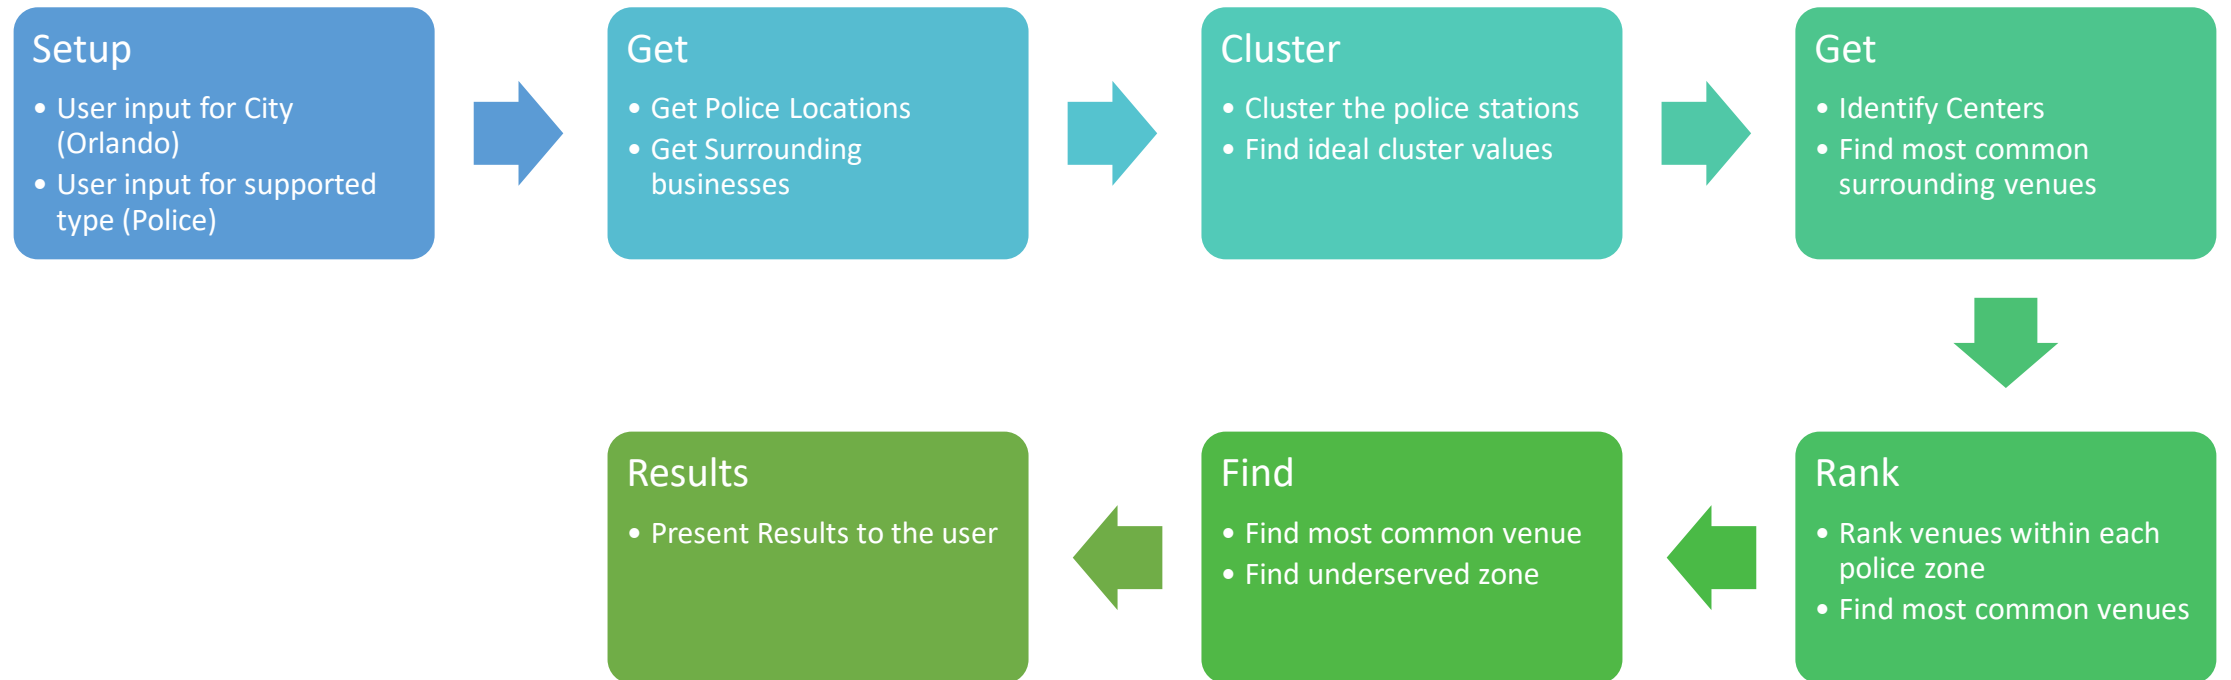 Setup
• User input for City
(Orlando)
• User input for supported
type (Police)
Get
• Get Police Locations
• Get Surrounding
businesses
Cluster
• Cluster the police stations
• Find ideal cluster values
Get
• Identify Centers
• Find most common
surrounding venues
Rank
• Rank venues within each
police zone
• Find most common venues
Find
• Find most common venue
• Find underserved zone
Results
• Present Results to the user